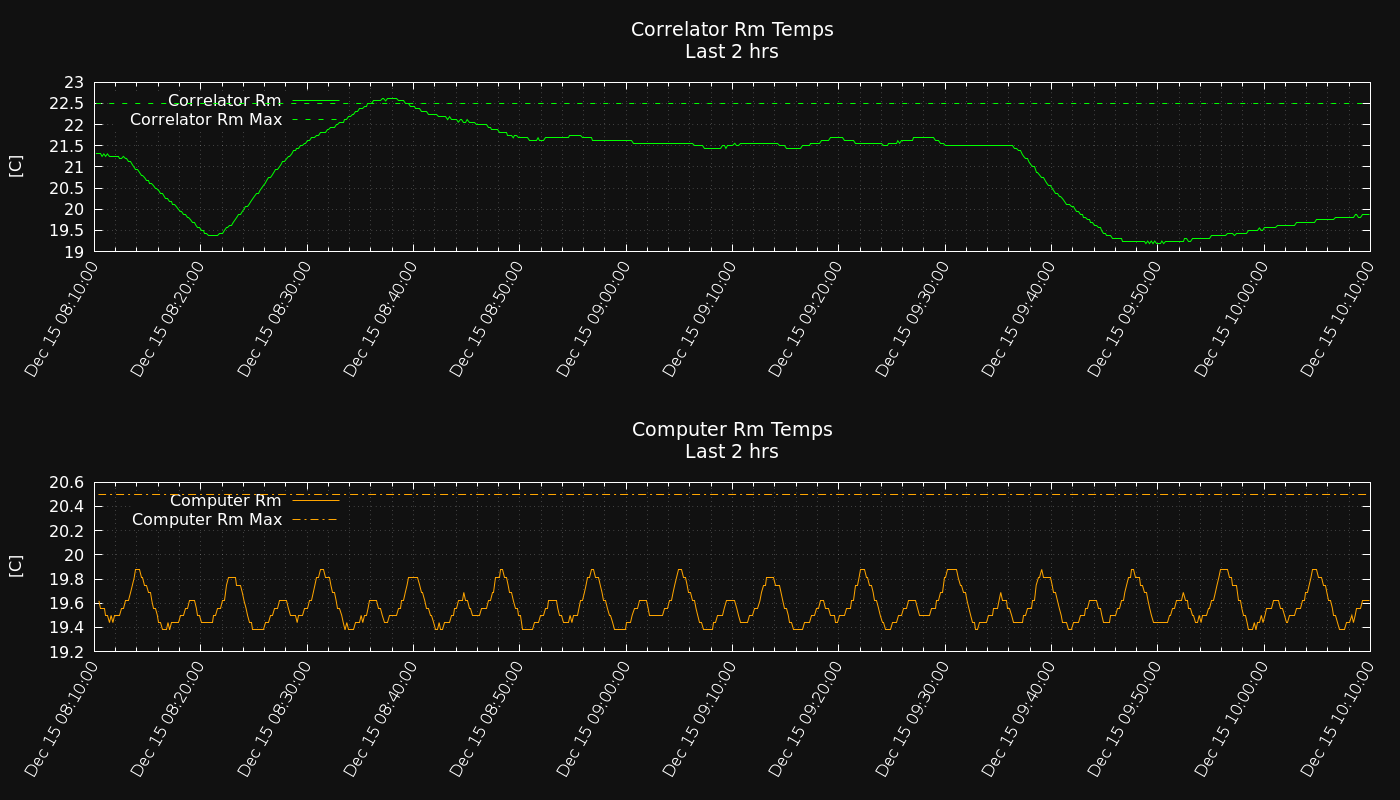 Correlator Rm Temps
Last 2 hrs
23
22.5
22
21.5
21
20.5
20
19.5
19
[C]
Correlator Rm
Correlator Rm Max
Dec 15 08:10:00
Dec 15 08:20:00
Dec 15 08:30:00
Dec 15 08:40:00
Dec 15 08:50:00
Dec 15 09:00:00
Dec 15 09:10:00
Dec 15 09:20:00
Dec 15 09:30:00
Dec 15 09:40:00
Dec 15 09:50:00
Dec 15 10:00:00
Dec 15 10:10:00
Computer Rm Temps
Last 2 hrs
20.6
20.4
20.2
20
19.8
19.6
19.4
19.2
[C]
Computer Rm
Computer Rm Max
Dec 15 08:10:00
Dec 15 08:20:00
Dec 15 08:30:00
Dec 15 08:40:00
Dec 15 08:50:00
Dec 15 09:00:00
Dec 15 09:10:00
Dec 15 09:20:00
Dec 15 09:30:00
Dec 15 09:40:00
Dec 15 09:50:00
Dec 15 10:00:00
Dec 15 10:10:00